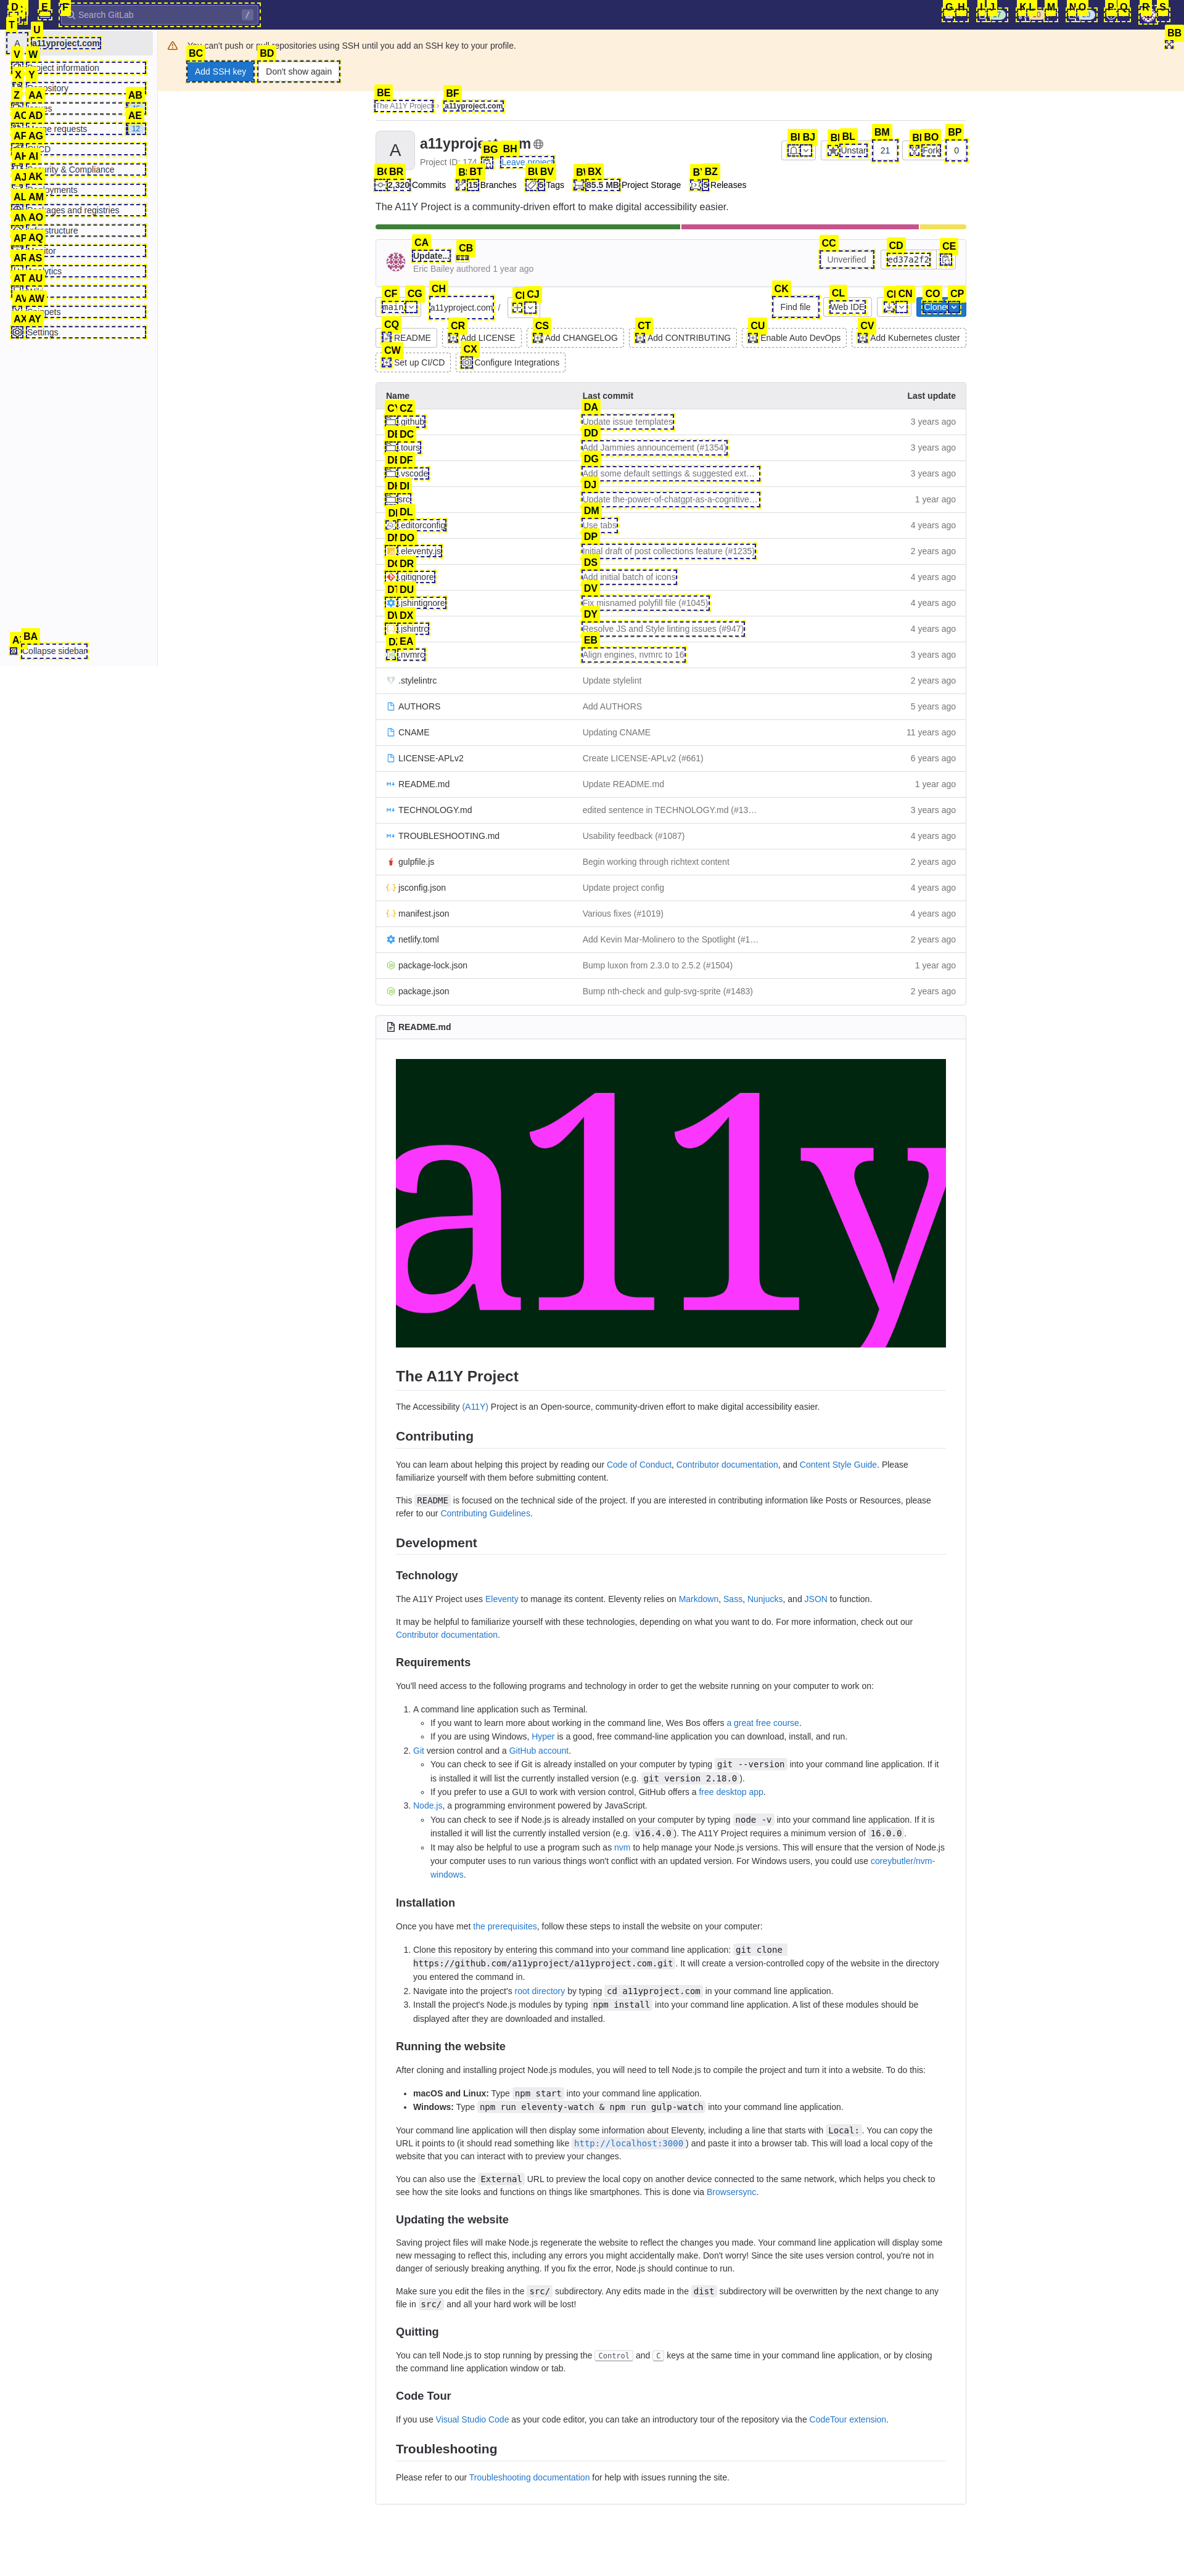 Search GitLab /
a11yproject.com
You can't push or pull repositories using SSH until you add an SSH key to your profile.
Add SSH key Don't show again
Settings
Collapse sidebar
The A11Y Project › a11yproject.com
A
Project ID: 174 Leave project
Unstar 21 Fork 0
2,320 Commits 15 Branches 5 Tags 85.5 MB Project Storage 5 Releases
The A11Y Project is a community-driven effort to make digital accessibility easier.
Update...
Eric Bailey authored 1 year ago
Unverified ed37a2f2
main a11yproject.com / Find file Web IDE Clone
README Add LICENSE Add CHANGELOG Add CONTRIBUTING Enable Auto DevOps Add Kubernetes cluster
Set up CI/CD Configure Integrations
Name Last commit Last update
.github Update issue templates 3 years ago
.tours Add Jammies announcement (#1354) 3 years ago
.vscode Add some default settings & suggested ext... 3 years ago
src Update the-power-of-chatgpt-as-a-cognitive... 1 year ago
.editorconfig Use tabs 4 years ago
.eleventy.js Initial draft of post collections feature (#1235) 2 years ago
.gitignore Add initial batch of icons 4 years ago
.jshintignore Fix misnamed polyfill file (#1045) 4 years ago
.jshintrc Resolve JS and Style linting issues (#947) 4 years ago
.nvmrc Align engines, nvmrc to 16 3 years ago
.stylelintrc Update stylelint 2 years ago
AUTHORS Add AUTHORS 5 years ago
CNAME Updating CNAME 11 years ago
LICENSE-APLv2 Create LICENSE-APLv2 (#661) 6 years ago
README.md Update README.md 1 year ago
TECHNOLOGY.md edited sentence in TECHNOLOGY.md (#13... 3 years ago
TROUBLESHOOTING.md Usability feedback (#1087) 4 years ago
gulpfile.js Begin working through richtext content 2 years ago
jsconfig.json Update project config 4 years ago
manifest.json Various fixes (#1019) 4 years ago
netlify.toml Add Kevin Mar-Molinero to the Spotlight (#1... 2 years ago
package-lock.json Bump luxon from 2.3.0 to 2.5.2 (#1504) 1 year ago
package.json Bump nth-check and gulp-svg-sprite (#1483) 2 years ago
README.md
a11y
The A11Y Project
The Accessibility (A11Y) Project is an Open-source, community-driven effort to make digital accessibility easier.
Contributing
You can learn about helping this project by reading our Code of Conduct, Contributor documentation, and Content Style Guide. Please
familiarize yourself with them before submitting content.
This README is focused on the technical side of the project. If you are interested in contributing information like Posts or Resources, please
refer to our Contributing Guidelines.
Development
Technology
The A11Y Project uses Eleventy to manage its content. Eleventy relies on Markdown, Sass, Nunjucks, and JSON to function.
It may be helpful to familiarize yourself with these technologies, depending on what you want to do. For more information, check out our
Contributor documentation.
Requirements
You'll need access to the following programs and technology in order to get the website running on your computer to work on:
1. A command line application such as Terminal.
If you want to learn more about working in the command line, Wes Bos offers a great free course.
If you are using Windows, Hyper is a good, free command-line application you can download, install, and run.
2. Git version control and a GitHub account.
You can check to see if Git is already installed on your computer by typing git --version into your command line application. If it
is installed it will list the currently installed version (e.g. git version 2.18.0 ).
If you prefer to use a GUI to work with version control, GitHub offers a free desktop app.
3. Node.js, a programming environment powered by JavaScript.
You can check to see if Node.js is already installed on your computer by typing node -v into your command line application. If it is
installed it will list the currently installed version (e.g. v16.4.0 ). The A11Y Project requires a minimum version of 16.0.0 .
It may also be helpful to use a program such as nvm to help manage your Node.js versions. This will ensure that the version of Node.js
your computer uses to run various things won't conflict with an updated version. For Windows users, you could use coreybutler/nvm-
windows.
Installation
Once you have met the prerequisites, follow these steps to install the website on your computer:
1. Clone this repository by entering this command into your command line application: git clone
https://github.com/a11yproject/a11yproject.com.git . It will create a version-controlled copy of the website in the directory
you entered the command in.
2. Navigate into the project's root directory by typing cd a11yproject.com in your command line application.
3. Install the project's Node.js modules by typing npm install into your command line application. A list of these modules should be
displayed after they are downloaded and installed.
Running the website
After cloning and installing project Node.js modules, you will need to tell Node.js to compile the project and turn it into a website. To do this:
macOS and Linux: Type npm start into your command line application.
Windows: Type npm run eleventy-watch & npm run gulp-watch into your command line application.
Your command line application will then display some information about Eleventy, including a line that starts with Local: . You can copy the
URL it points to (it should read something like http://localhost:3000 ) and paste it into a browser tab. This will load a local copy of the
website that you can interact with to preview your changes.
You can also use the External URL to preview the local copy on another device connected to the same network, which helps you check to
see how the site looks and functions on things like smartphones. This is done via Browsersync.
Updating the website
Saving project files will make Node.js regenerate the website to reflect the changes you made. Your command line application will display some
new messaging to reflect this, including any errors you might accidentally make. Don't worry! Since the site uses version control, you're not in
danger of seriously breaking anything. If you fix the error, Node.js should continue to run.
Make sure you edit the files in the src/ subdirectory. Any edits made in the dist subdirectory will be overwritten by the next change to any
file in src/ and all your hard work will be lost!
Quitting
You can tell Node.js to stop running by pressing the Control and C keys at the same time in your command line application, or by closing
the command line application window or tab.
Code Tour
If you use Visual Studio Code as your code editor, you can take an introductory tour of the repository via the CodeTour extension.
Troubleshooting
Please refer to our Troubleshooting documentation for help with issues running the site.